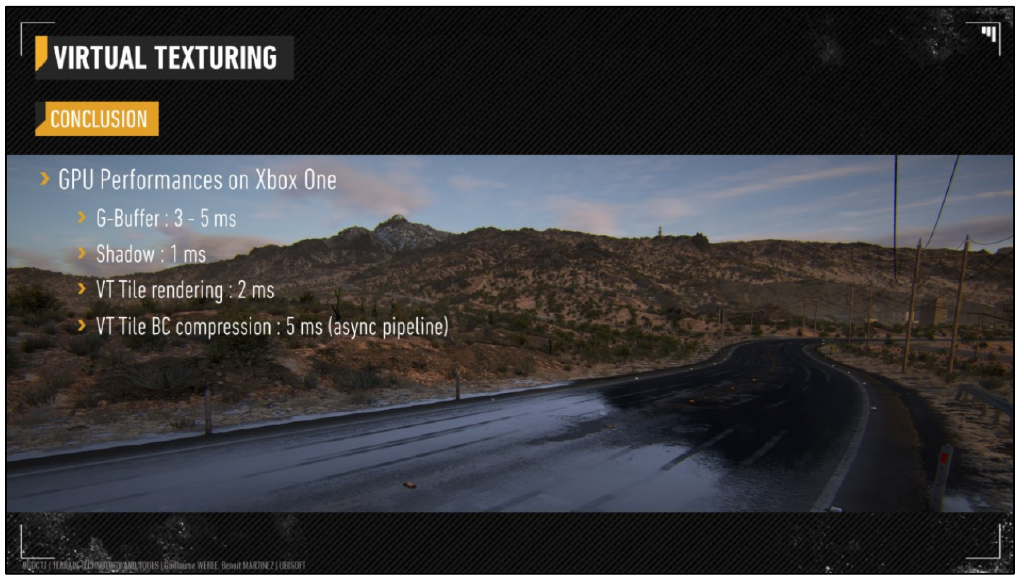 VIRTUAL TEXTURING
CONCLUSION
GPU Performances on Xbox One
G-Buffer : 3 - 5 ms
Shadow : 1 ms
VT Tile rendering : 2 ms
VT Tile BC compression : 5 ms (async pipeline)
#GDC17 | TERRAIN TECHNOLOGY AND TOOLS | Guillaume WERLE, Benoit MARTINEZ | UBISOFT